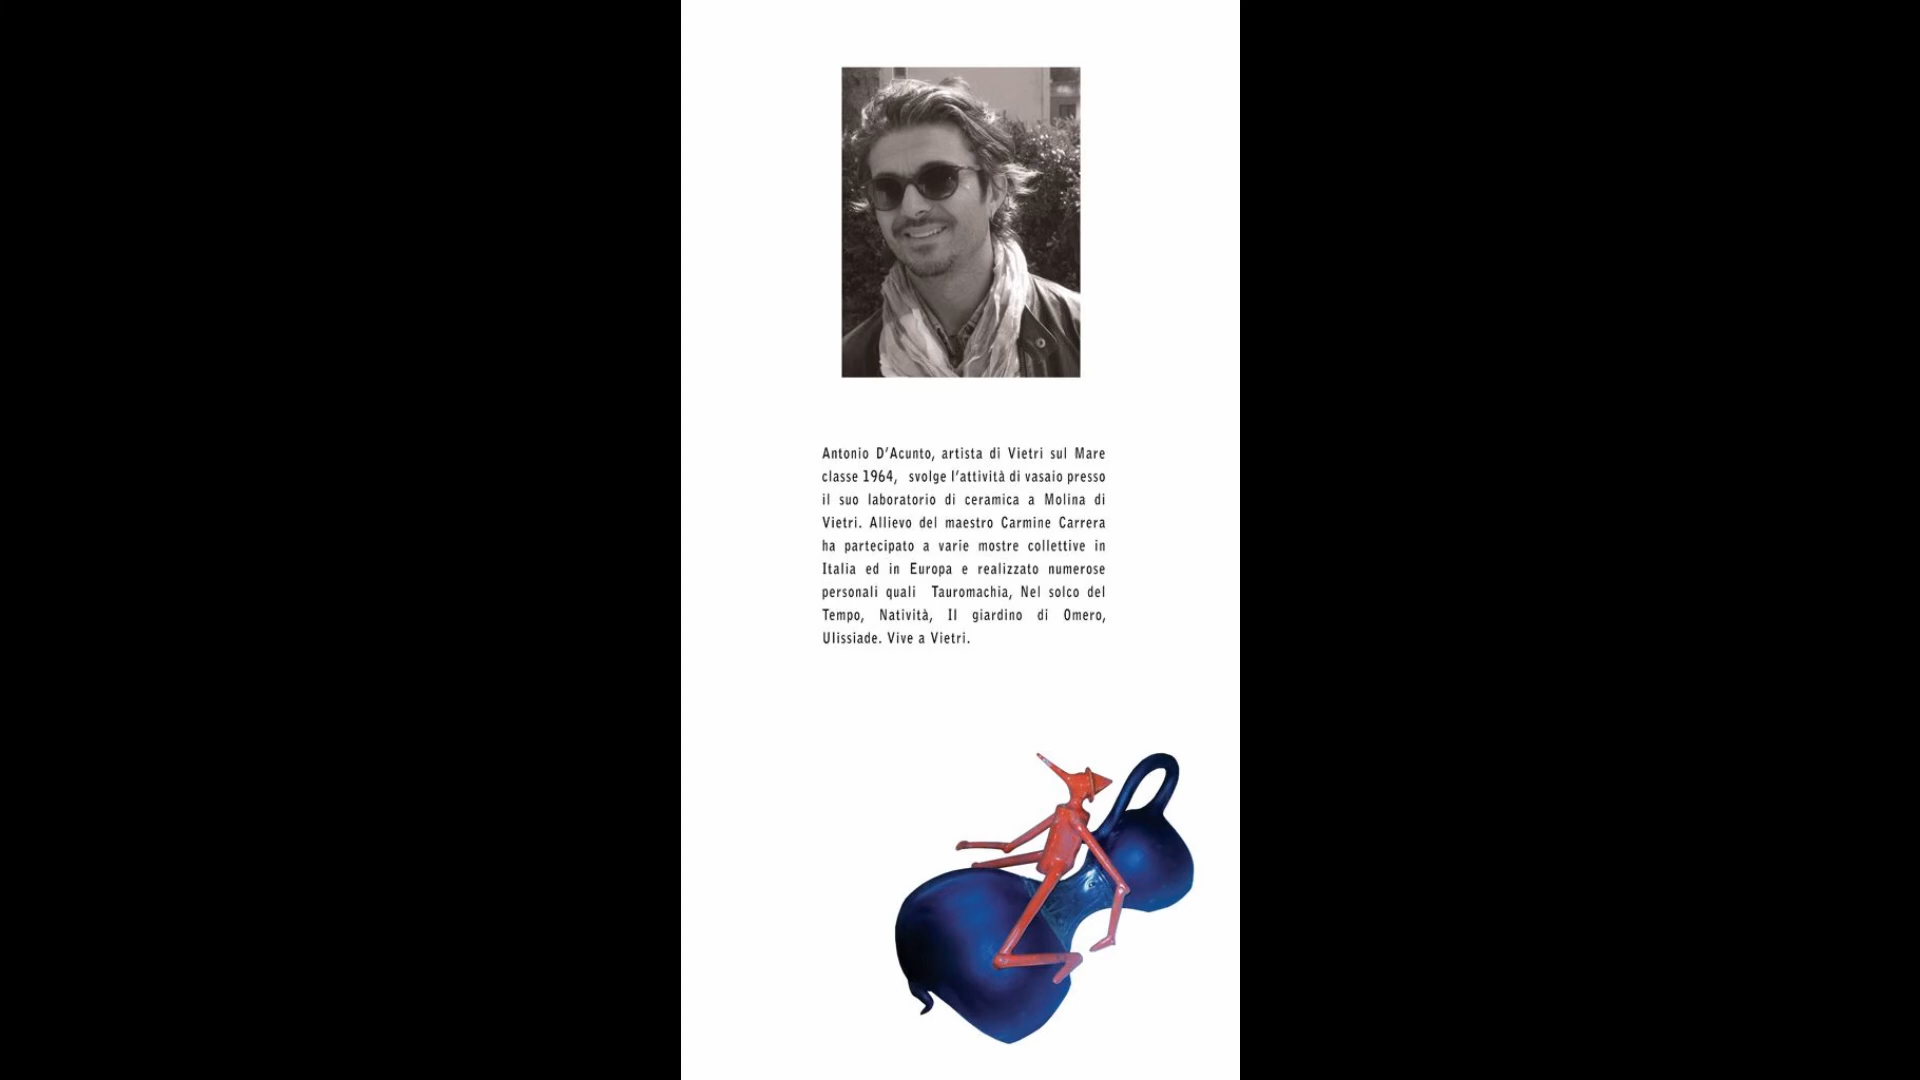 Antonio D'Acunto, artista di Vietri sul Mare
classe 1964, svolge l'attività di vasaio presso
il suo laboratorio di ceramica a Molina di
Vietri. Allievo del maestro Carmine Carrera
ha partecipato a varie mostre collettive in
Italia ed in Europa e realizzato numerose
personali quali Tauromachia, Nel solco del
Tempo, Natività, Il giardino di Omero,
Ulissiade. Vive a Vietri.